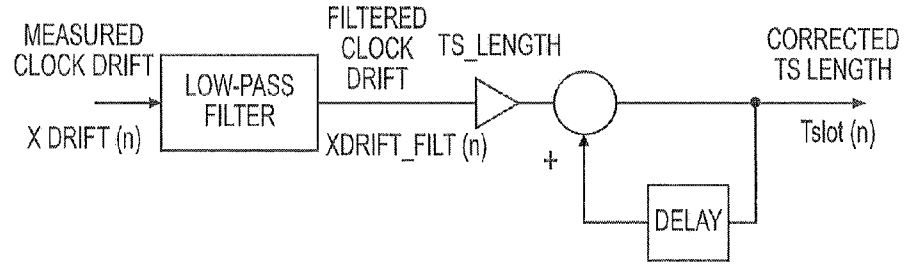 MEASURED
CLOCK DRIFT
X DRIFT (n)
LOW-PASS
FILTER
FILTERED
CLOCK
DRIFT
XDRIFT_FILT (n)
TS_LENGTH
+
DELAY
CORRECTED
TS LENGTH
Tslot (n)